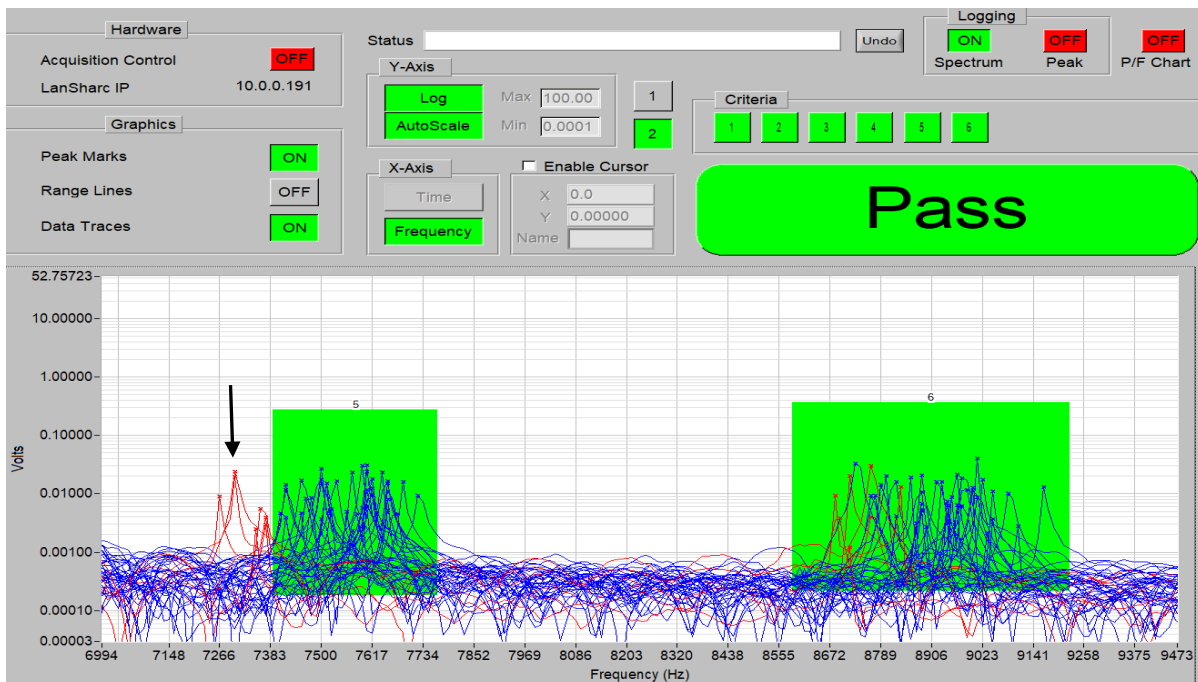 Hardware
Acquisition Control OFF
LanSharc IP 10.0.0.191
Graphics
Peak Marks ON
Range Lines OFF
Data Traces ON
Status Undo
Y-Axis
Log Max 100.00
AutoScale Min 0.0001
1
2
X-Axis
Time
Frequency
Enable Cursor
X 0.0
Y 0.00000
Name
Logging
ON OFF OFF
Spectrum Peak P/F Chart
Criteria
1 2 3 4 5 6
Pass
52.75723
10.00000
1.00000
0.10000
0.01000
0.00100
0.00010
0.00003
Volts
5
6
6994 7148 7266 7383 7500 7617 7734 7852 7969 8086 8203 8320 8438 8555 8672 8789 8906 9023 9141 9258 9375 9473
Frequency (Hz)